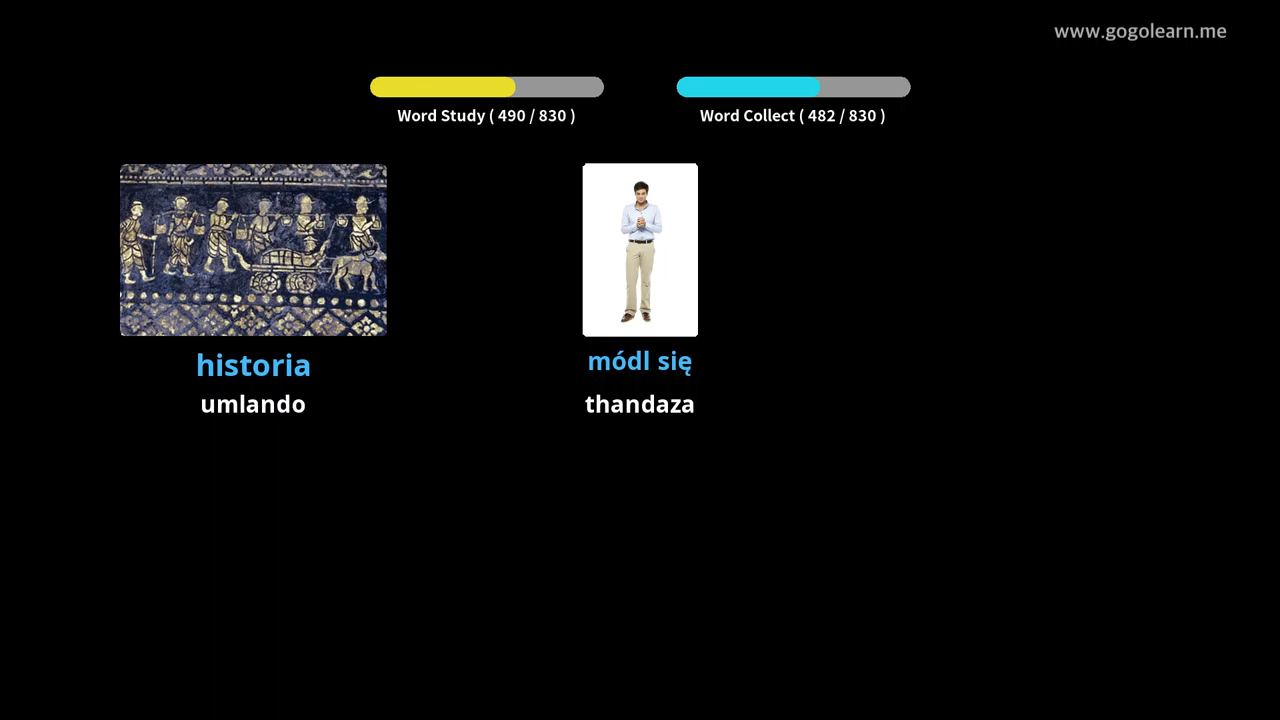 www.gogolearn.me
Word Study ( 490 / 830 )
Word Collect ( 482 / 830 )
historia
umlando
módl się
thandaza